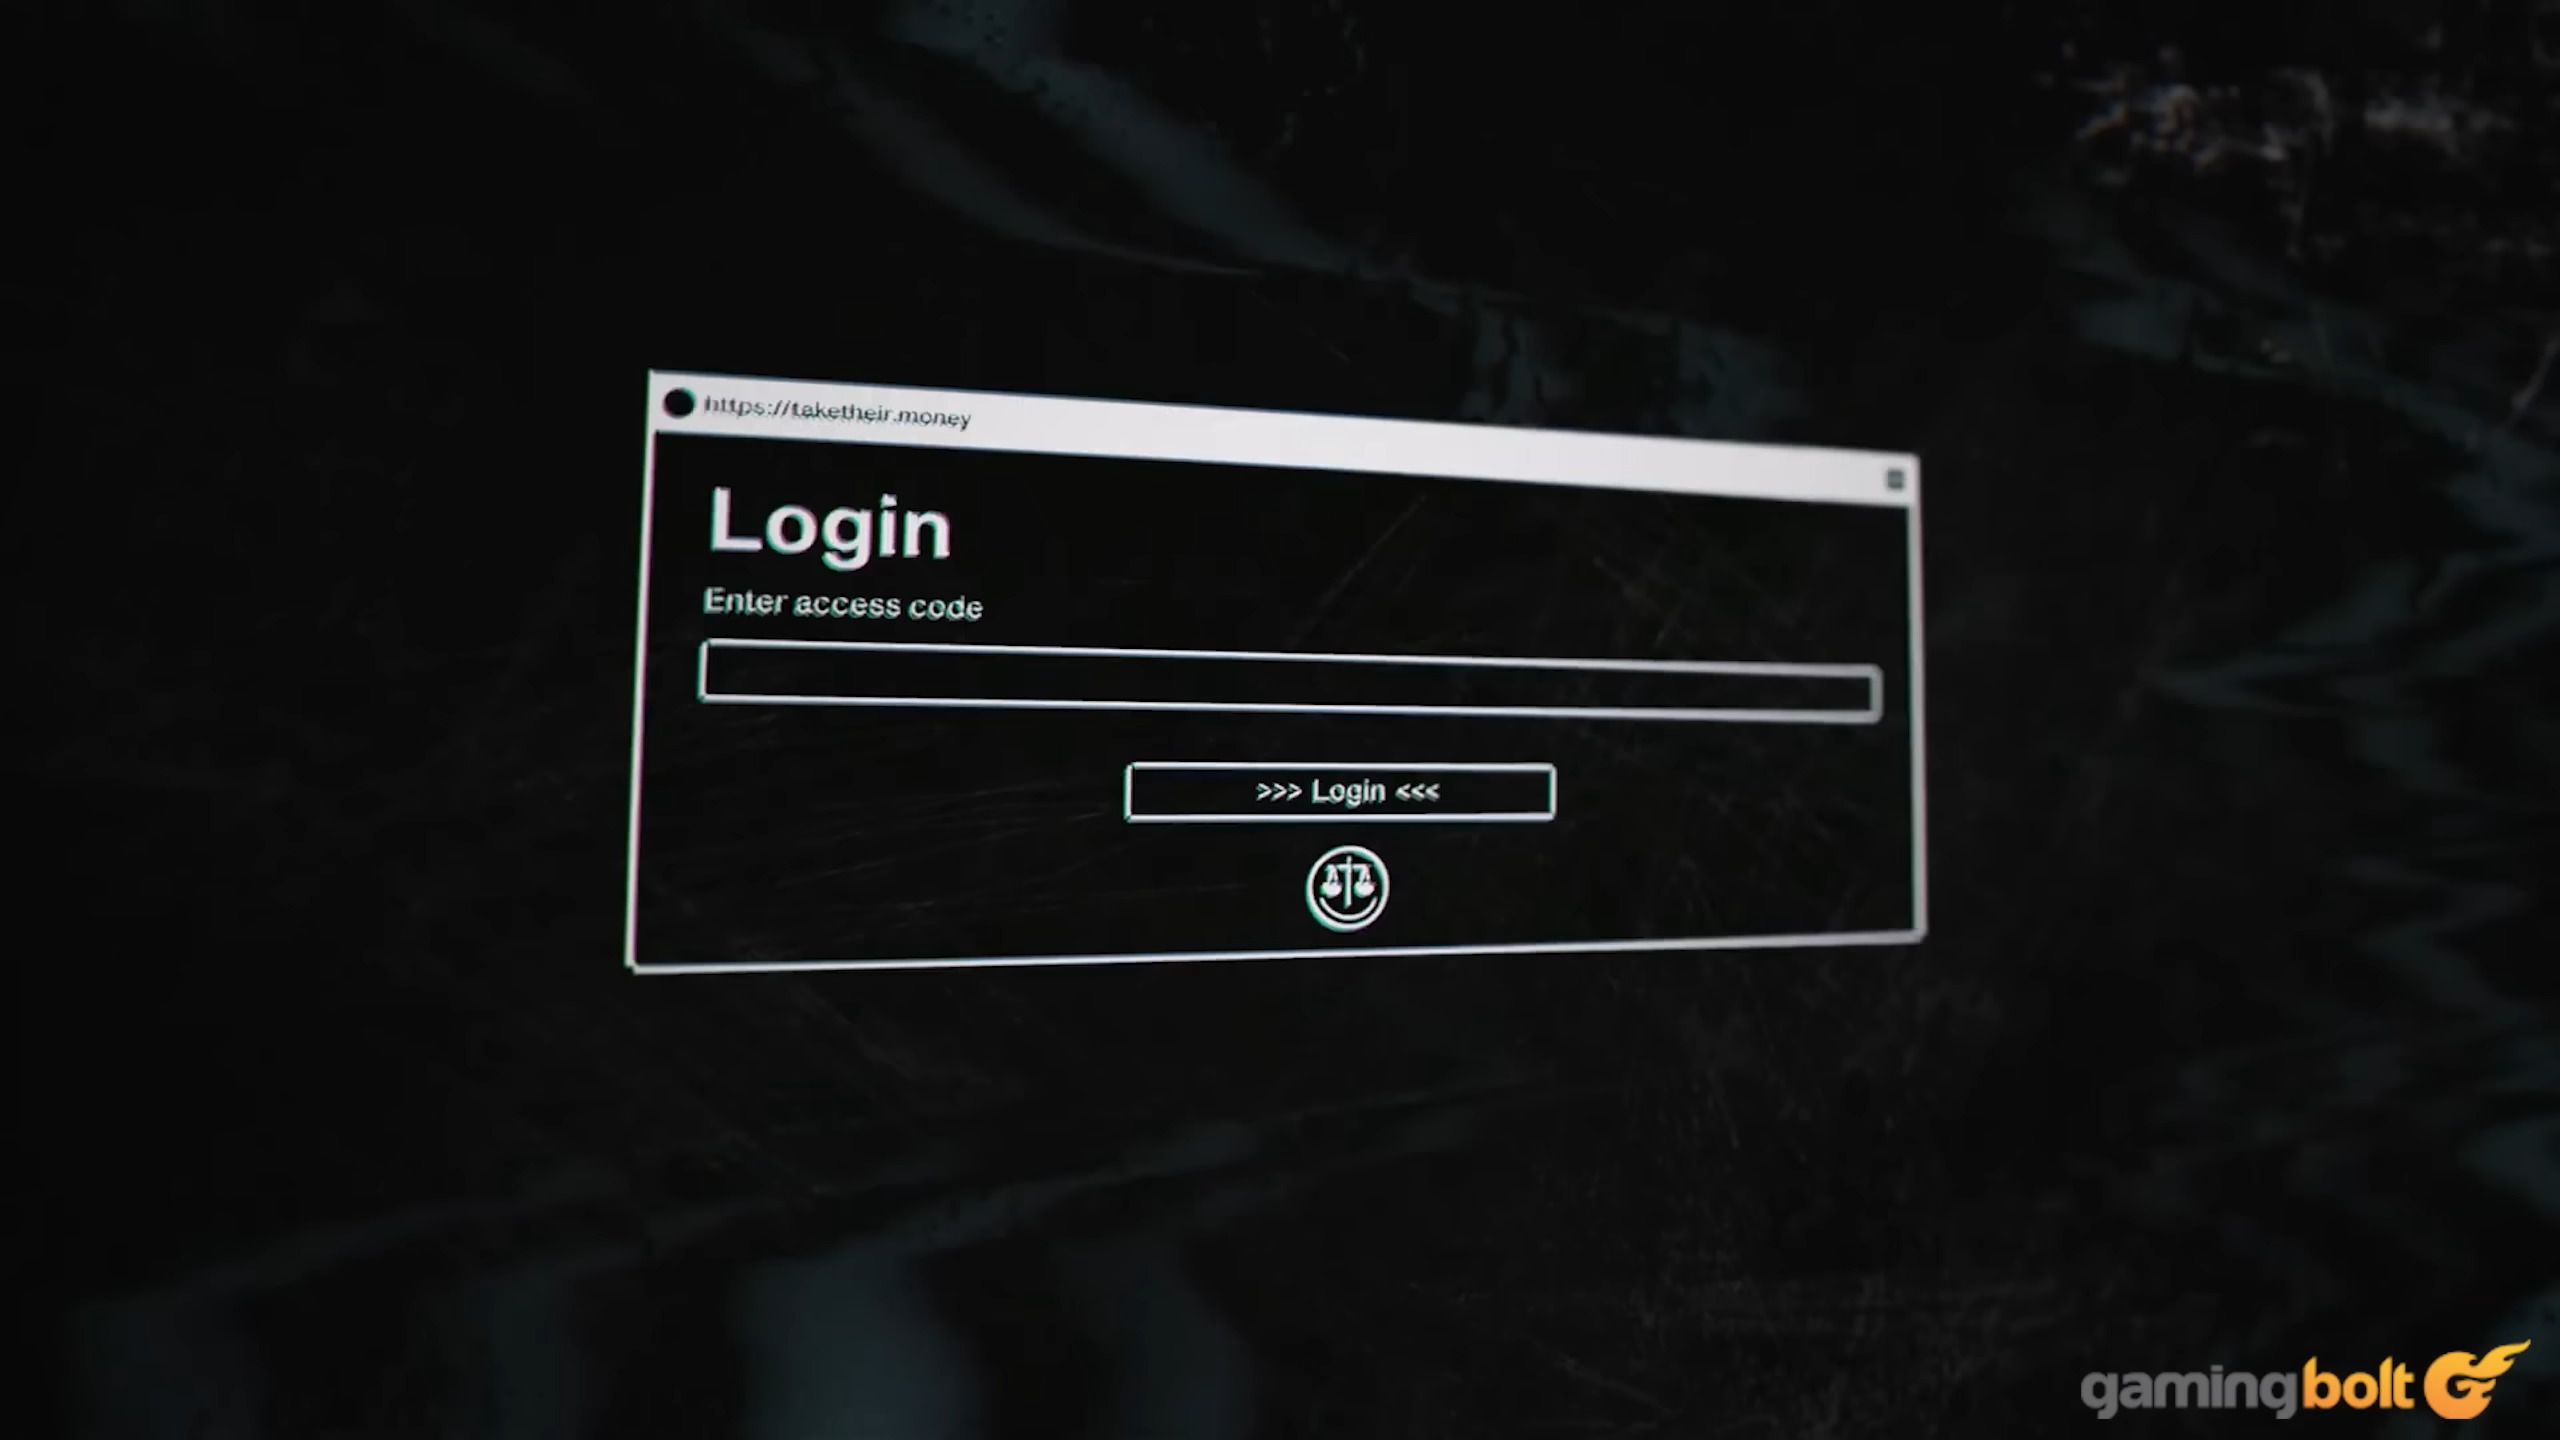 https://taketheir.money
Login
Enter access code
>>> Login <<<
gamingbolt